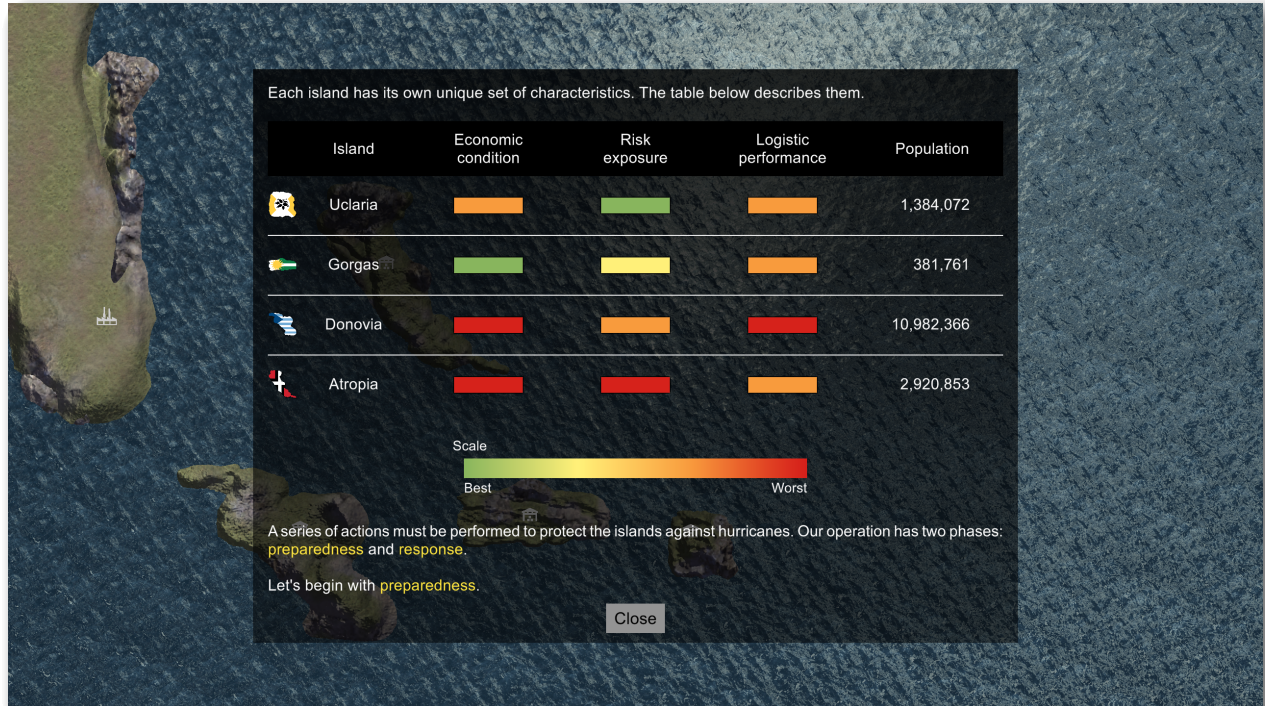 Each island has its own unique set of characteristics. The table below describes them.
Island Economic condition Risk exposure Logistic performance Population
Uclaria 1,384,072
Gorgas 381,761
Donovia 10,982,366
Atropia 2,920,853
Scale
Best Worst
A series of actions must be performed to protect the islands against hurricanes. Our operation has two phases:
preparedness and response.
Let's begin with preparedness.
Close